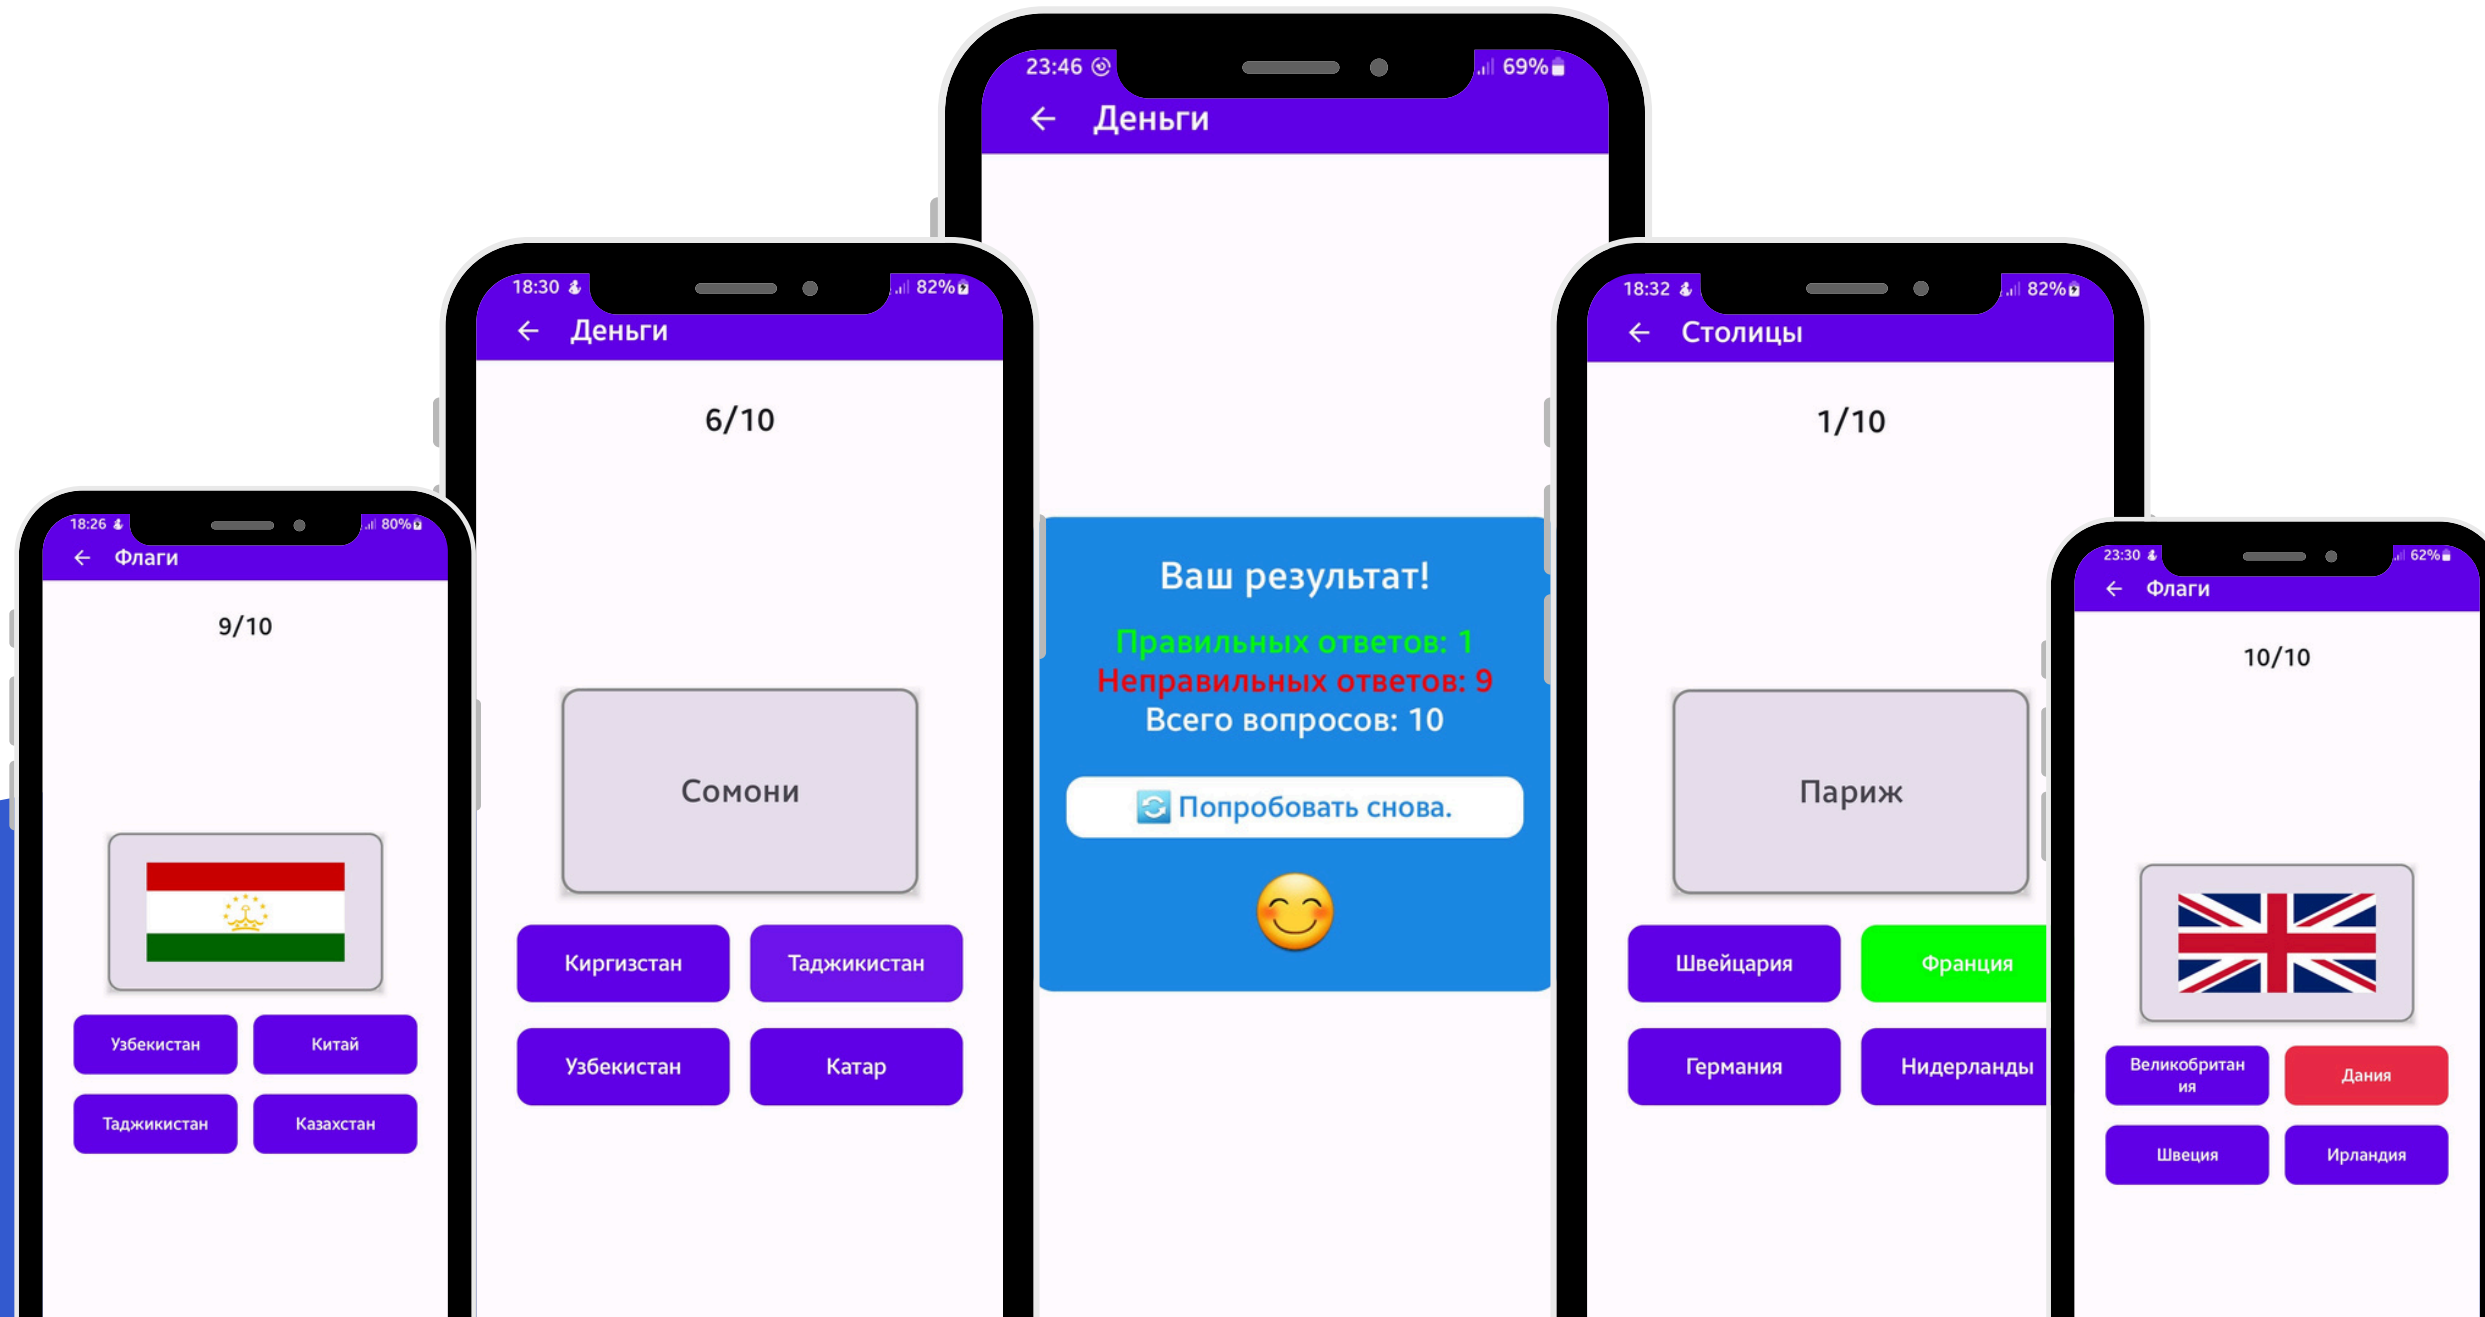 18:26
80%
Флаги
9/10
Узбекистан
Китай
Таджикистан
Казахстан
18:30
82%
Деньги
6/10
Сомони
Киргизстан
Таджикистан
Узбекистан
Катар
23:46
69%
Деньги
Ваш результат!
Правильных ответов: 1
Неправильных ответов: 9
Всего вопросов: 10
Попробовать снова.
18:32
82%
Столицы
1/10
Париж
Швейцария
Франция
Германия
Нидерланды
23:30
62%
Флаги
10/10
Великобритан
ия
Дания
Швеция
Ирландия